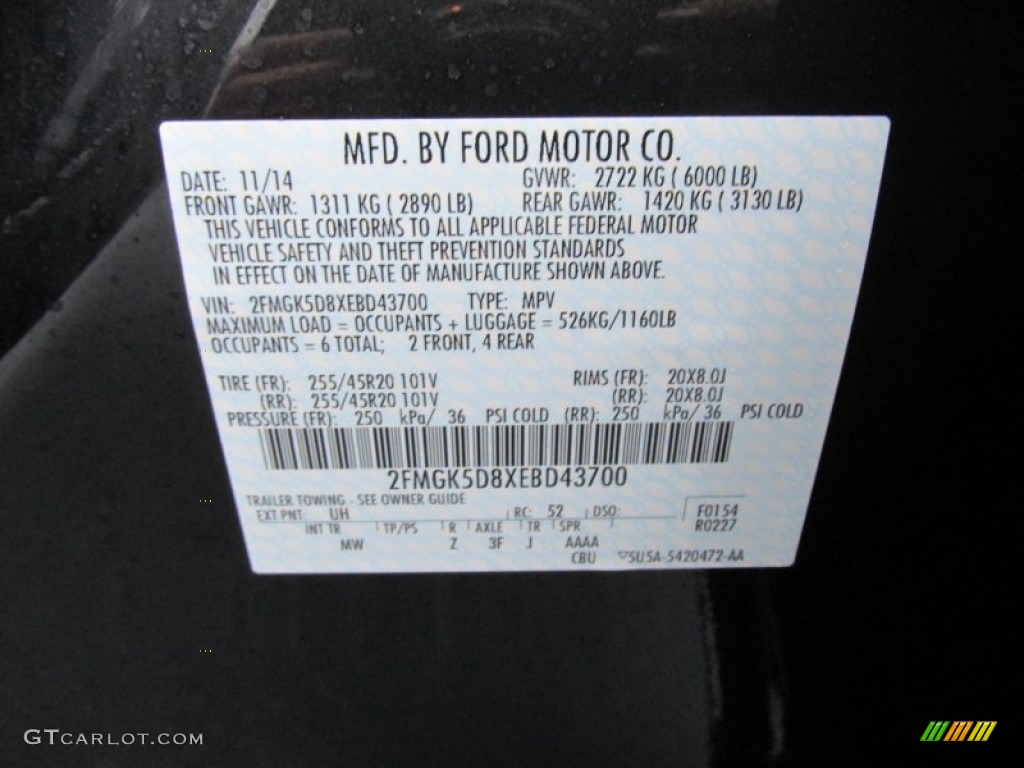 MFD. BY FORD MOTOR CO.
DATE: 11/14 GVWR: 2722 KG ( 6000 LB)
FRONT GAWR: 1311 KG ( 2890 LB) REAR GAWR: 1420 KG ( 3130 LB)
THIS VEHICLE CONFORMS TO ALL APPLICABLE FEDERAL MOTOR
VEHICLE SAFETY AND THEFT PREVENTION STANDARDS
IN EFFECT ON THE DATE OF MANUFACTURE SHOWN ABOVE.
VIN: 2FMGK5D8XEBD43700 TYPE: MPV
MAXIMUM LOAD = OCCUPANTS + LUGGAGE = 526KG/1160LB
OCCUPANTS = 6 TOTAL; 2 FRONT, 4 REAR
TIRE (FR): 255/45R20 101V RIMS (FR): 20X8.0J
(RR): 255/45R20 101V (RR): 20X8.0J
PRESSURE (FR): 250 kPa/ 36 PSI COLD (RR): 250 kPa/ 36 PSI COLD
2FMGK5D8XEBD43700
TRAILER TOWING - SEE OWNER GUIDE
EXT PNT: UH RC: 52 DSO: F0154
R0227
INT TR TP/PS R AXLE TR SPR
MW Z 3F J AAAA
CBU 5U5A-5420472-AA
GTCARLOT.COM